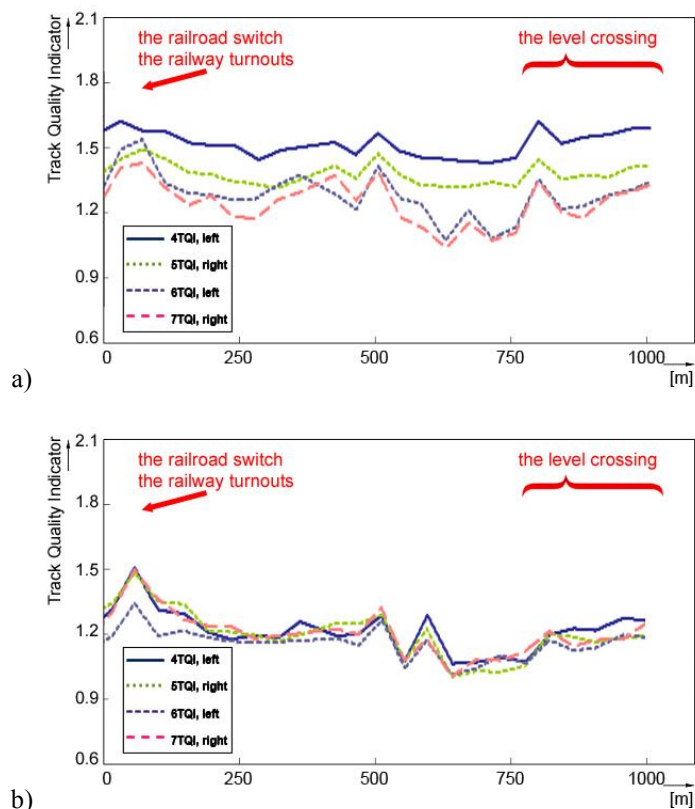 2.1
1.8
1.5
1.2
0.9
0.6
Track Quality Indicator
the railroad switch
the railway turnouts
the level crossing
4TQI, left
5TQI, right
6TQI, left
7TQI, right
0
250
500
750
1000
[m]
a)
2.1
1.8
1.5
1.2
0.9
0.6
Track Quality Indicator
the railroad switch
the railway turnouts
the level crossing
4TQI, left
5TQI, right
6TQI, left
7TQI, right
0
250
500
750
1000
[m]
b)